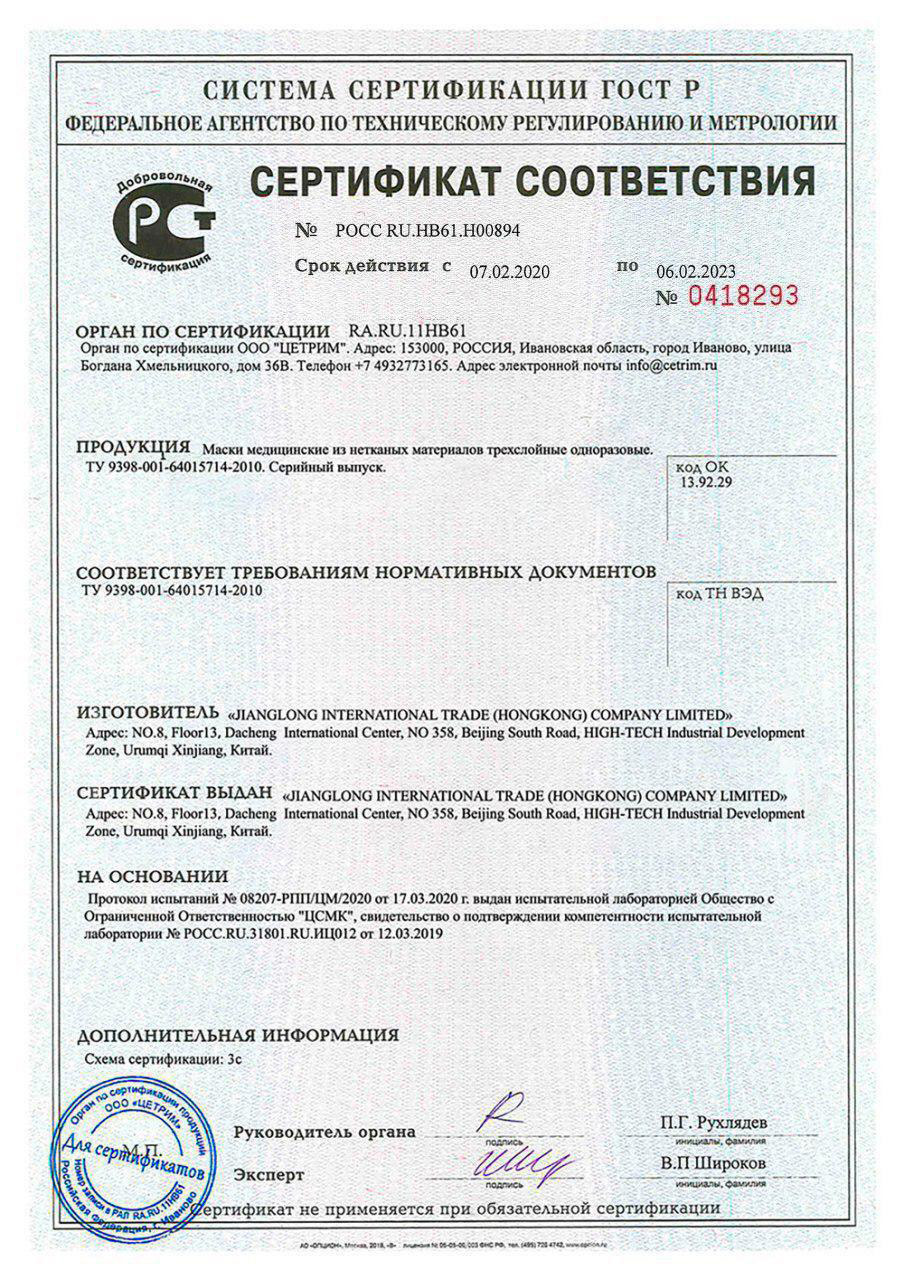 СИСТЕМА СЕРТИФИКАЦИИ ГОСТ Р
ФЕДЕРАЛЬНОЕ АГЕНТСТВО ПО ТЕХНИЧЕСКОМУ РЕГУЛИРОВАНИЮ И МЕТРОЛОГИИ
Добровольная
РСТ
сертификация
СЕРТИФИКАТ СООТВЕТСТВИЯ
№ РОСС RU.НВ61.Н00894
Срок действия с 07.02.2020 по 06.02.2023
№ 0418293
ОРГАН ПО СЕРТИФИКАЦИИ RA.RU.11НВ61
Орган по сертификации ООО "ЦЕТРИМ". Адрес: 153000, РОССИЯ, Ивановская область, город Иваново, улица
Богдана Хмельницкого, дом 36В. Телефон +7 4932773165. Адрес электронной почты info@cetrim.ru
ПРОДУКЦИЯ Маски медицинские из нетканых материалов трехслойные одноразовые.
ТУ 9398-001-64015714-2010. Серийный выпуск.
код ОК
13.92.29
СООТВЕТСТВУЕТ ТРЕБОВАНИЯМ НОРМАТИВНЫХ ДОКУМЕНТОВ
ТУ 9398-001-64015714-2010
код ТН ВЭД
ИЗГОТОВИТЕЛЬ «JIANGLONG INTERNATIONAL TRADE (HONGKONG) COMPANY LIMITED»
Адрес: NO.8, Floor13, Dacheng International Center, NO 358, Beijing South Road, HIGH-TECH Industrial Development
Zone, Urumqi Xinjiang, Китай.
СЕРТИФИКАТ ВЫДАН «JIANGLONG INTERNATIONAL TRADE (HONGKONG) COMPANY LIMITED»
Адрес: NO.8, Floor13, Dacheng International Center, NO 358, Beijing South Road, HIGH-TECH Industrial Development
Zone, Urumqi Xinjiang, Китай.
НА ОСНОВАНИИ
Протокол испытаний № 08207-РПП/ЦМ/2020 от 17.03.2020 г. выдан испытательной лабораторией Общество с
Ограниченной Ответственностью "ЦСМК", свидетельство о подтверждении компетентности испытательной
лаборатории № РОСС.RU.31801.RU.ИЦ012 от 12.03.2019
ДОПОЛНИТЕЛЬНАЯ ИНФОРМАЦИЯ
Схема сертификации: 3с
Орган по сертификации продукции
ООО «ЦЕТРИМ»
М.П.
Для сертификатов
Номер записи в РАЛ RA.RU.11НВ61
Российская Федерация, г. Иваново
Руководитель органа
подпись
П.Г. Рухлядев
инициалы, фамилия
Эксперт
подпись
В.П Широков
инициалы, фамилия
Сертификат не применяется при обязательной сертификации
АО «ОПЦИОН», Москва, 2018, «В» лицензия № 05-05-09/003 ФНС РФ, тел. (495) 726 4742, www.opcion.ru